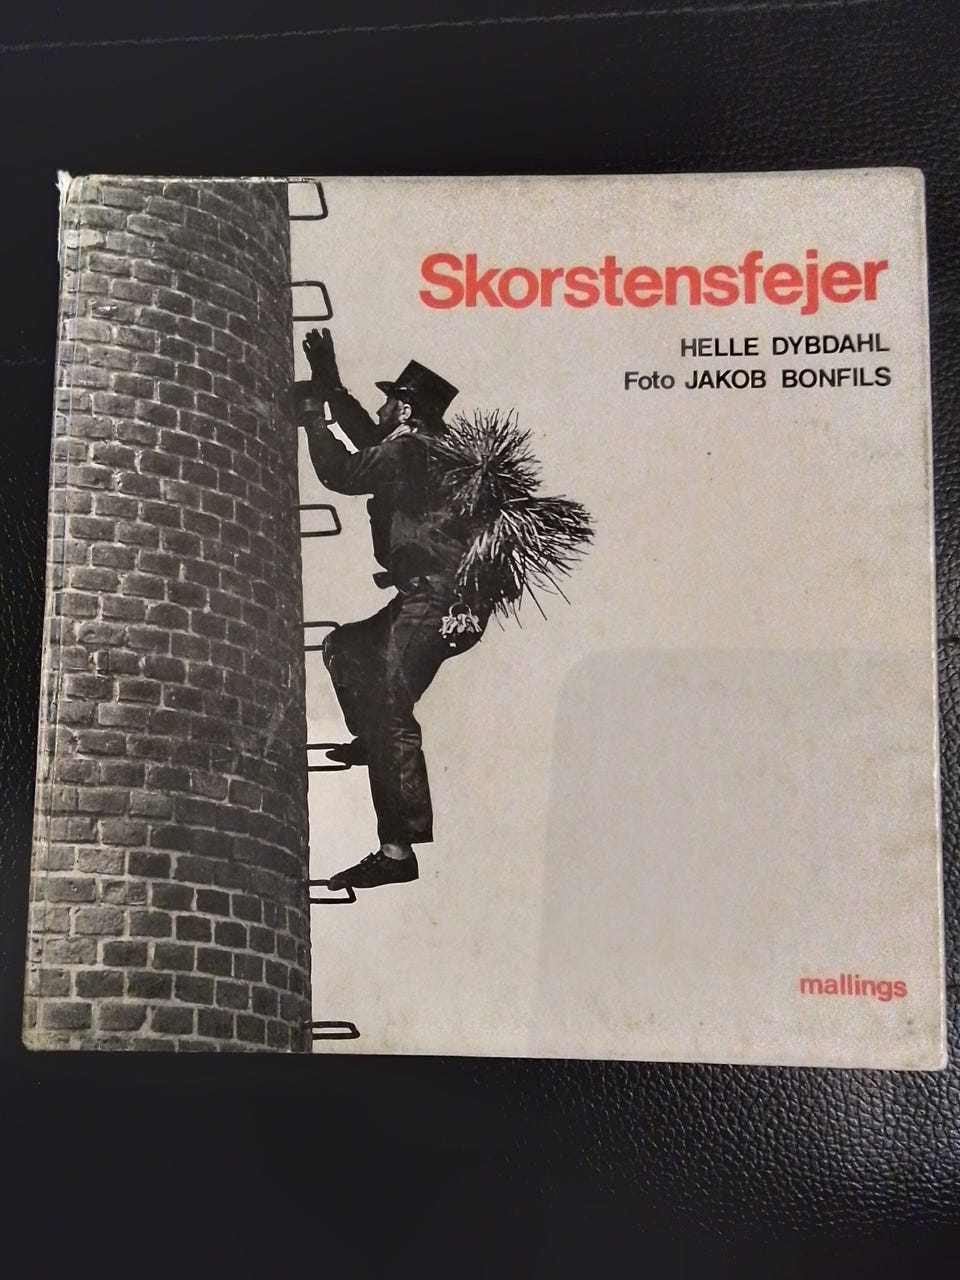 Skorstensfejer
HELLE DYBDAHL
Foto JAKOB BONFILS
mallings